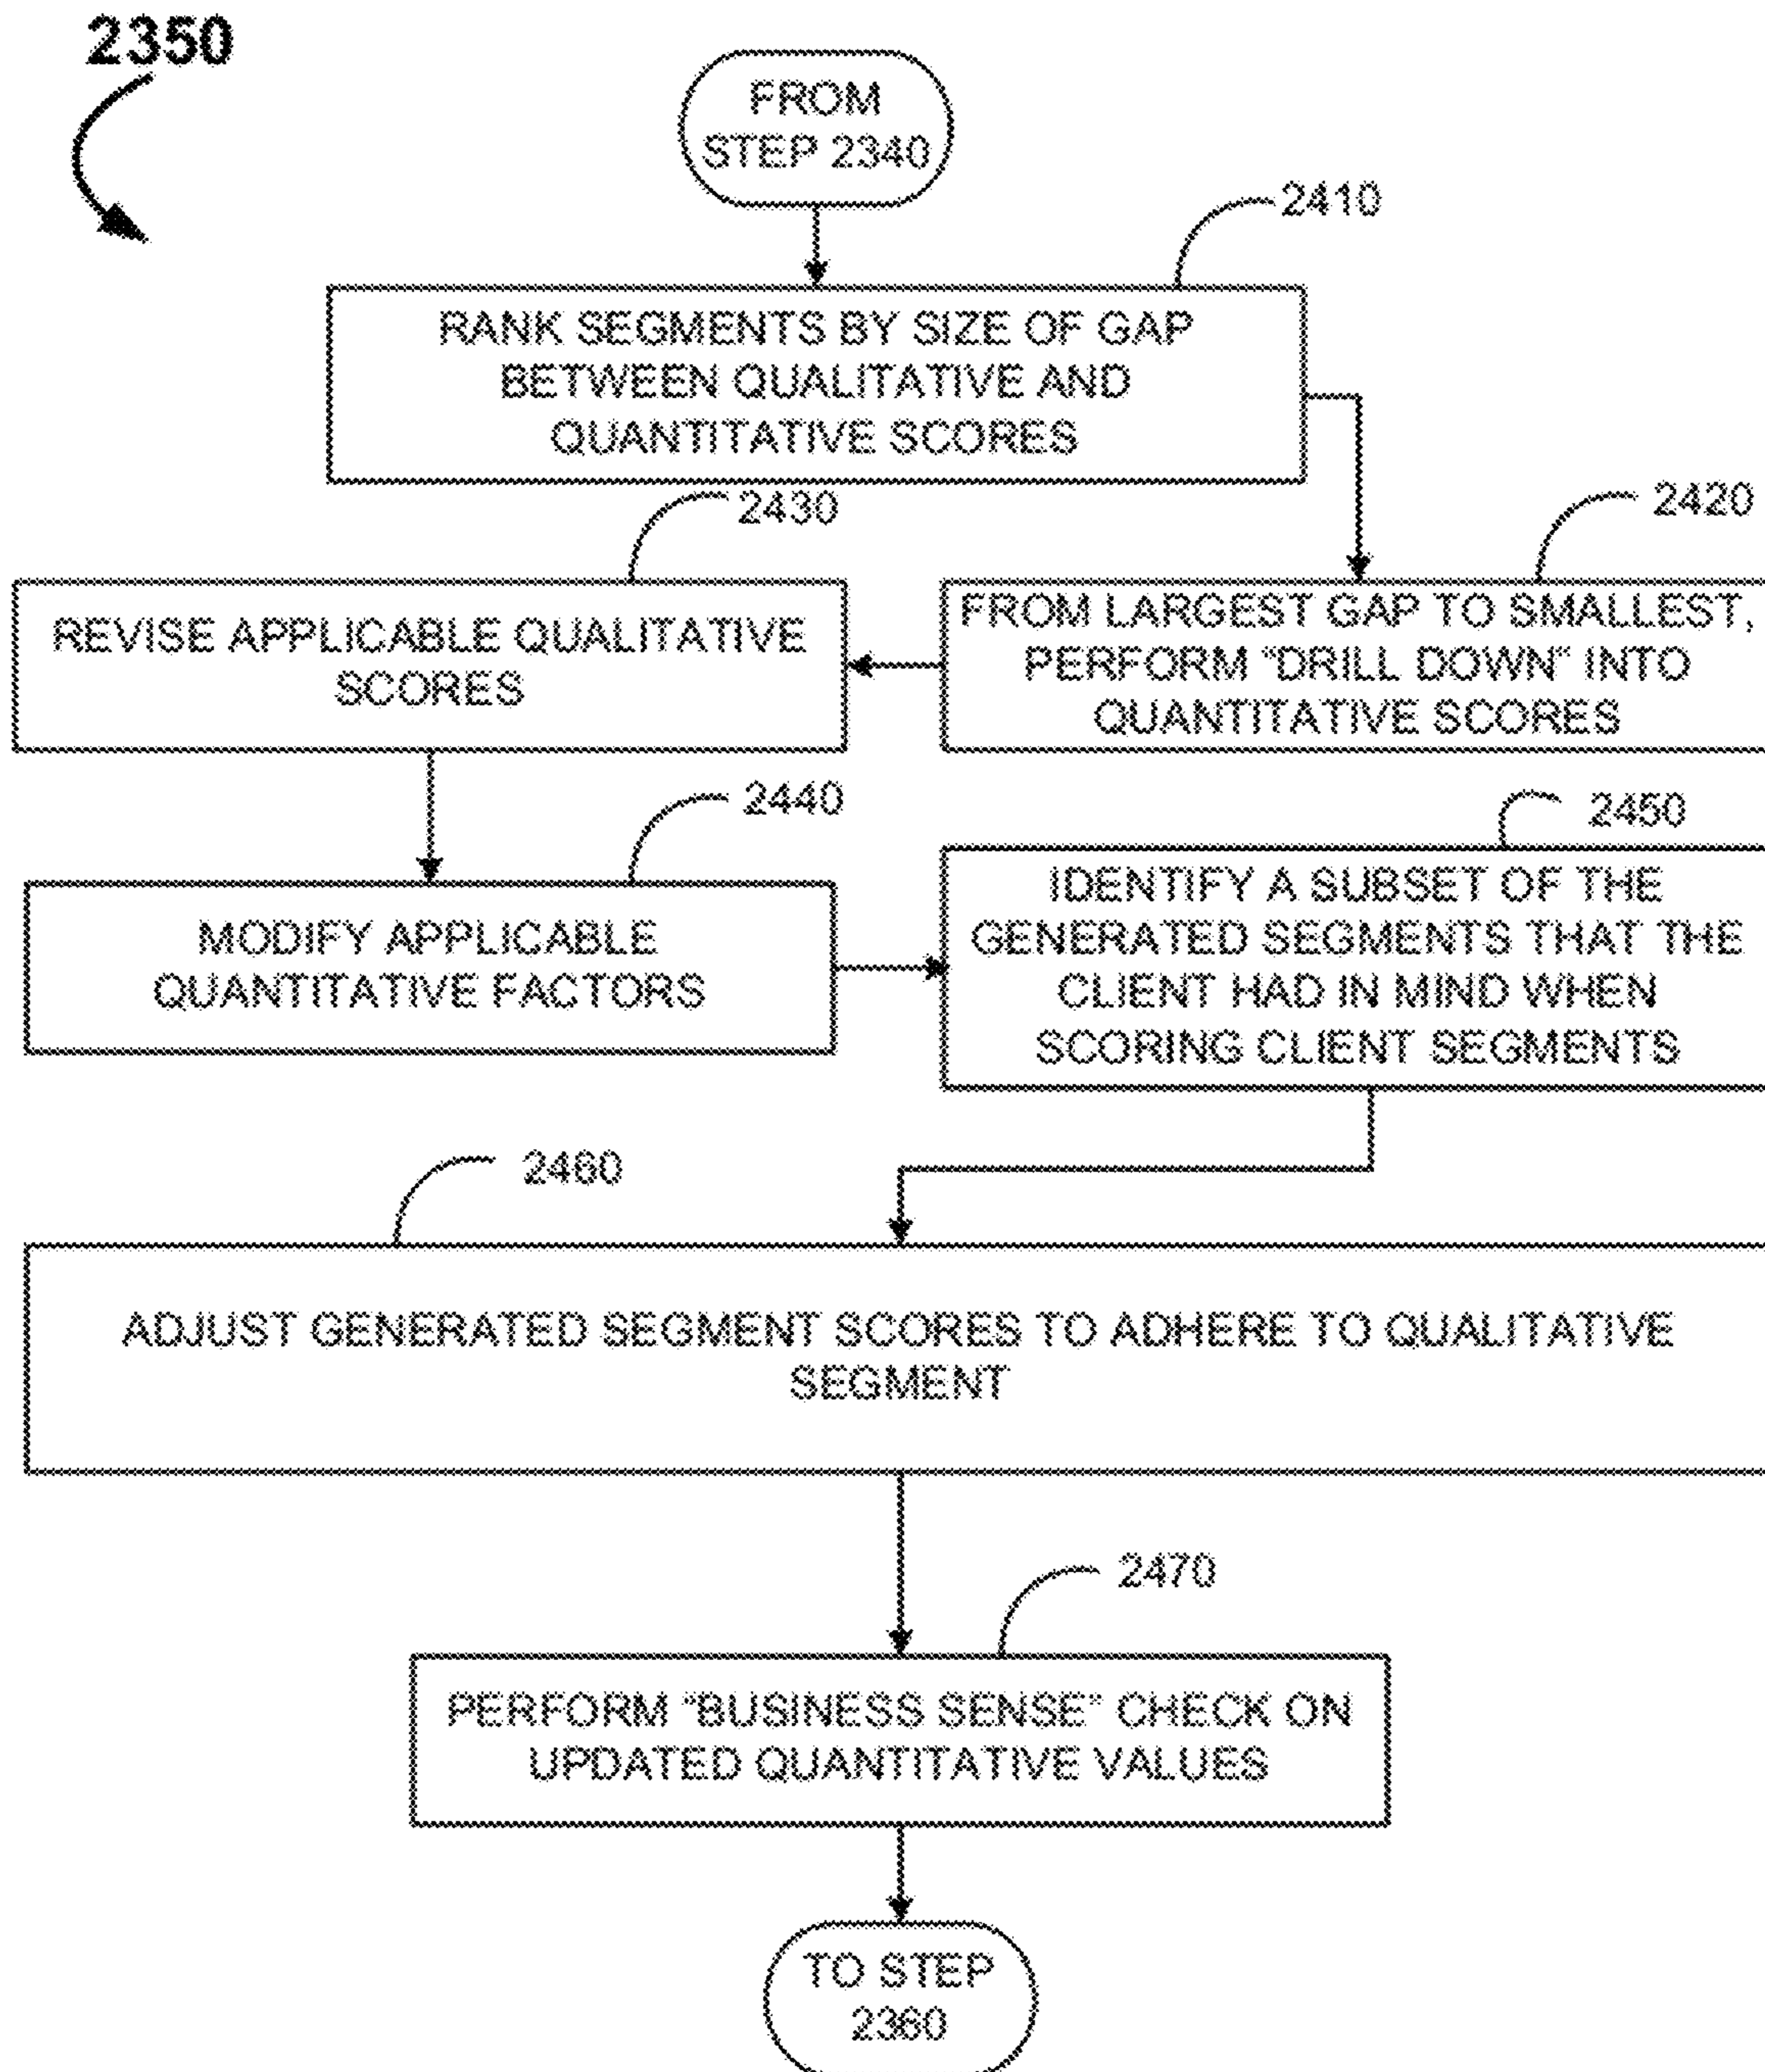 2350
FROM
STEP 2340
2410
RANK SEGMENTS BY SIZE OF GAP
BETWEEN QUALITATIVE AND
QUANTITATIVE SCORES
2420
FROM LARGEST GAP TO SMALLEST,
PERFORM "DRILL DOWN" INTO
QUANTITATIVE SCORES
2430
REVISE APPLICABLE QUALITATIVE
SCORES
2440
MODIFY APPLICABLE
QUANTITATIVE FACTORS
2450
IDENTIFY A SUBSET OF THE
GENERATED SEGMENTS THAT THE
CLIENT HAD IN MIND WHEN
SCORING CLIENT SEGMENTS
2460
ADJUST GENERATED SEGMENT SCORES TO ADHERE TO QUALITATIVE
SEGMENT
2470
PERFORM "BUSINESS SENSE" CHECK ON
UPDATED QUANTITATIVE VALUES
TO STEP
2360